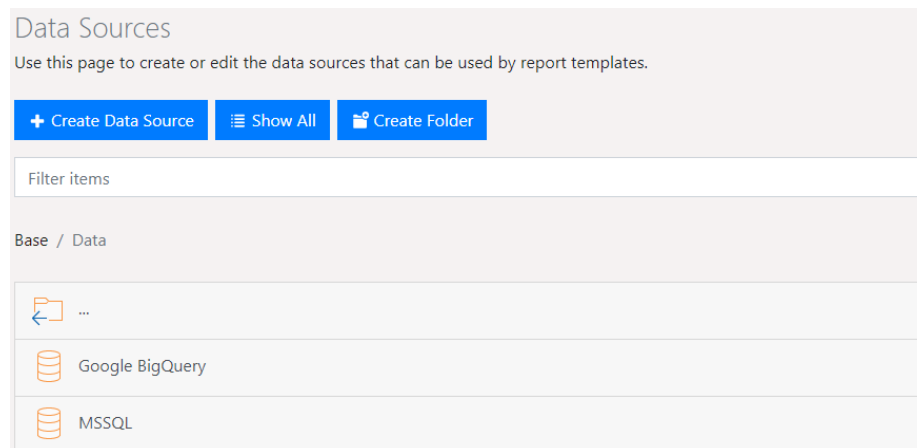 Data Sources
Use this page to create or edit the data sources that can be used by report templates.
Create Data Source Show All Create Folder
Filter items
Base / Data
...
Google BigQuery
MSSQL